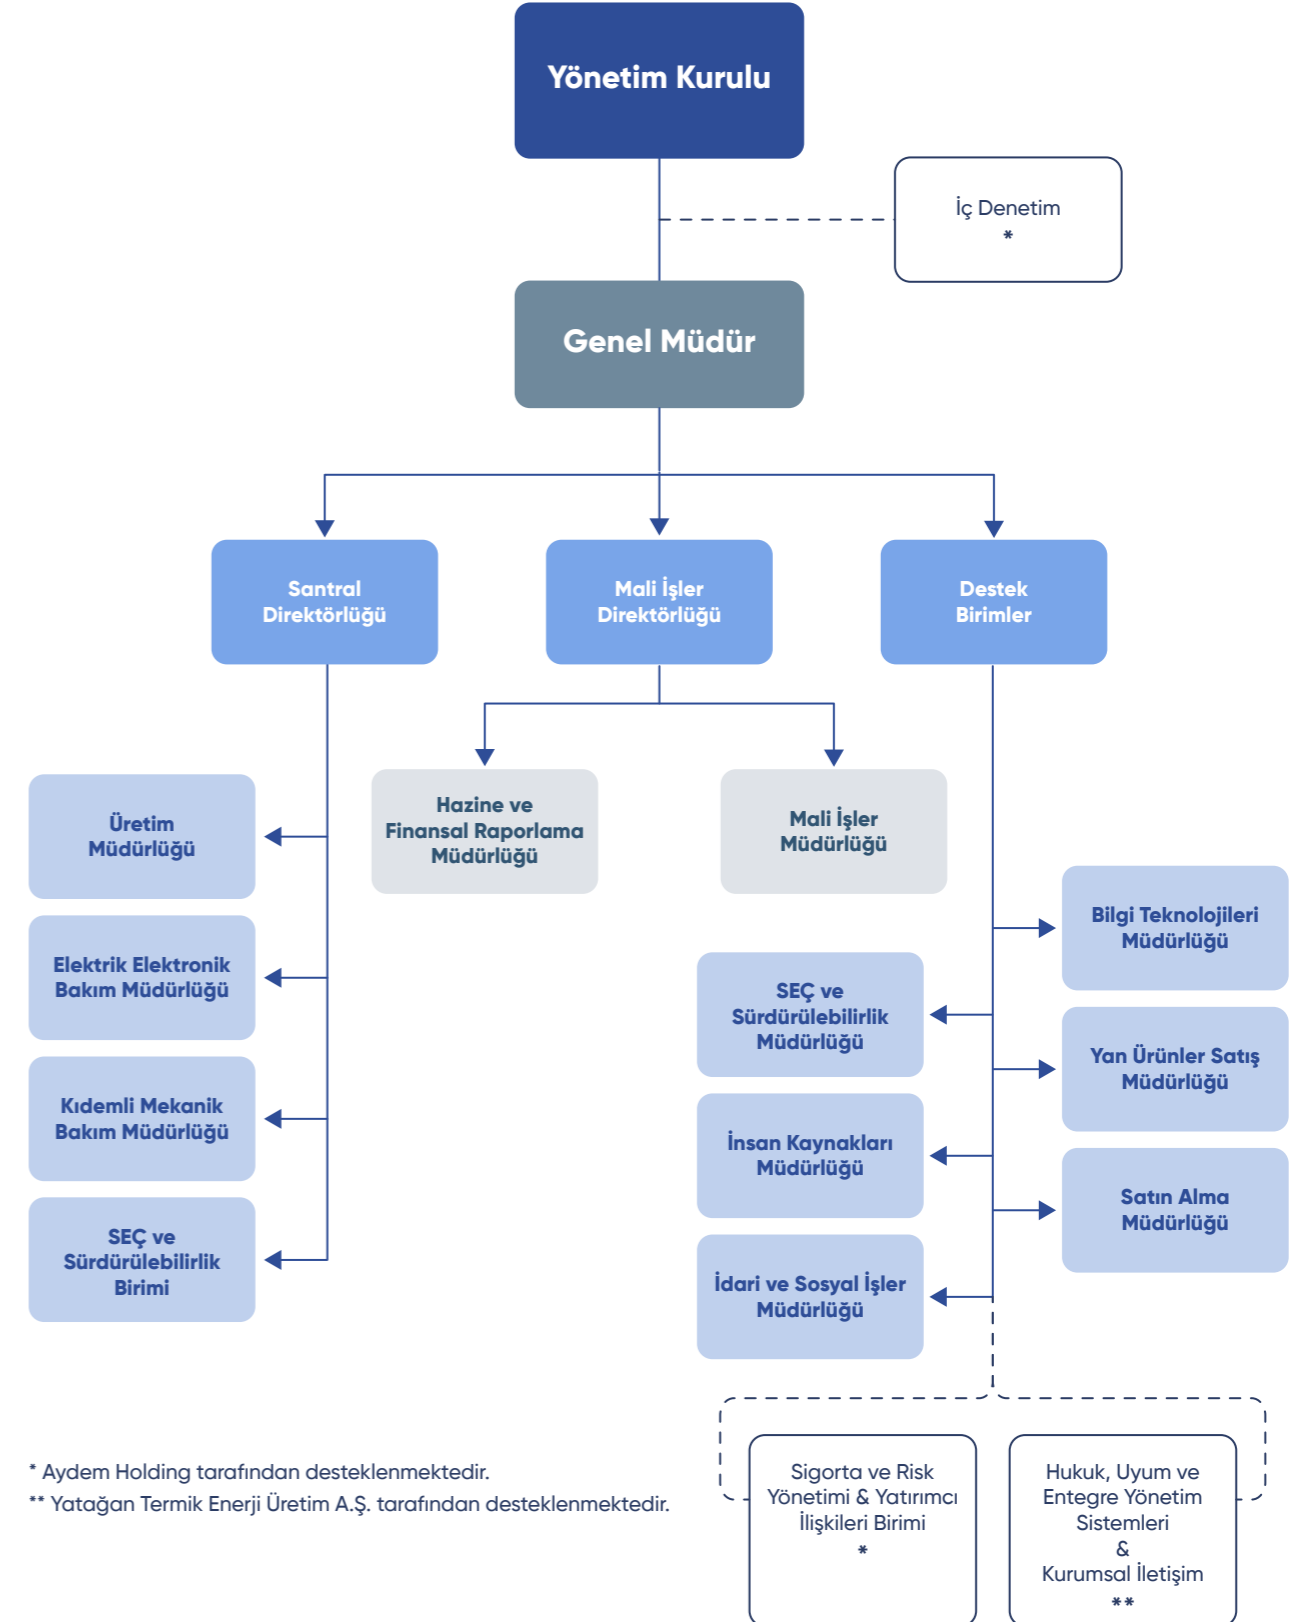 Yönetim Kurulu
İç Denetim
*
Genel Müdür
Santral
Direktörlüğü
Mali İşler
Direktörlüğü
Destek
Birimler
Üretim
Müdürlüğü
Elektrik Elektronik
Bakım Müdürlüğü
Kıdemli Mekanik
Bakım Müdürlüğü
SEÇ ve
Sürdürülebilirlik
Birimi
Hazine ve
Finansal Raporlama
Müdürlüğü
Mali İşler
Müdürlüğü
SEÇ ve
Sürdürülebilirlik
Müdürlüğü
İnsan Kaynakları
Müdürlüğü
İdari ve Sosyal İşler
Müdürlüğü
Bilgi Teknolojileri
Müdürlüğü
Yan Ürünler Satış
Müdürlüğü
Satın Alma
Müdürlüğü
Sigorta ve Risk
Yönetimi & Yatırımcı
İlişkileri Birimi
*
Hukuk, Uyum ve
Entegre Yönetim
Sistemleri
&
Kurumsal İletişim
**
* Aydem Holding tarafından desteklenmektedir.
** Yatağan Termik Enerji Üretim A.Ş. tarafından desteklenmektedir.